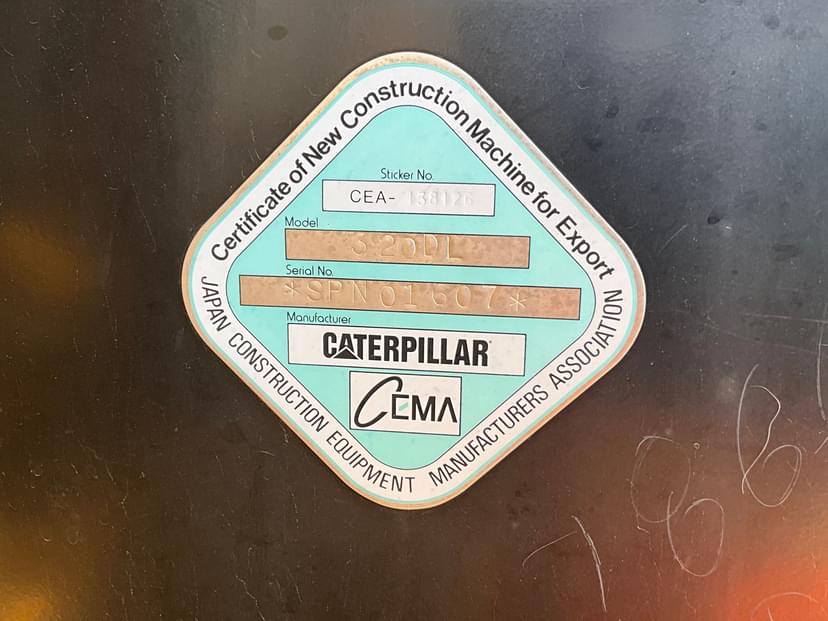 Certificate of New Construction Machine for Export
Sticker No.
CEA- 138126
Model
320DL
Serial No.
*SPN01607*
Manufacturer
CATERPILLAR
CEMA
JAPAN CONSTRUCTION EQUIPMENT MANUFACTURERS ASSOCIATION